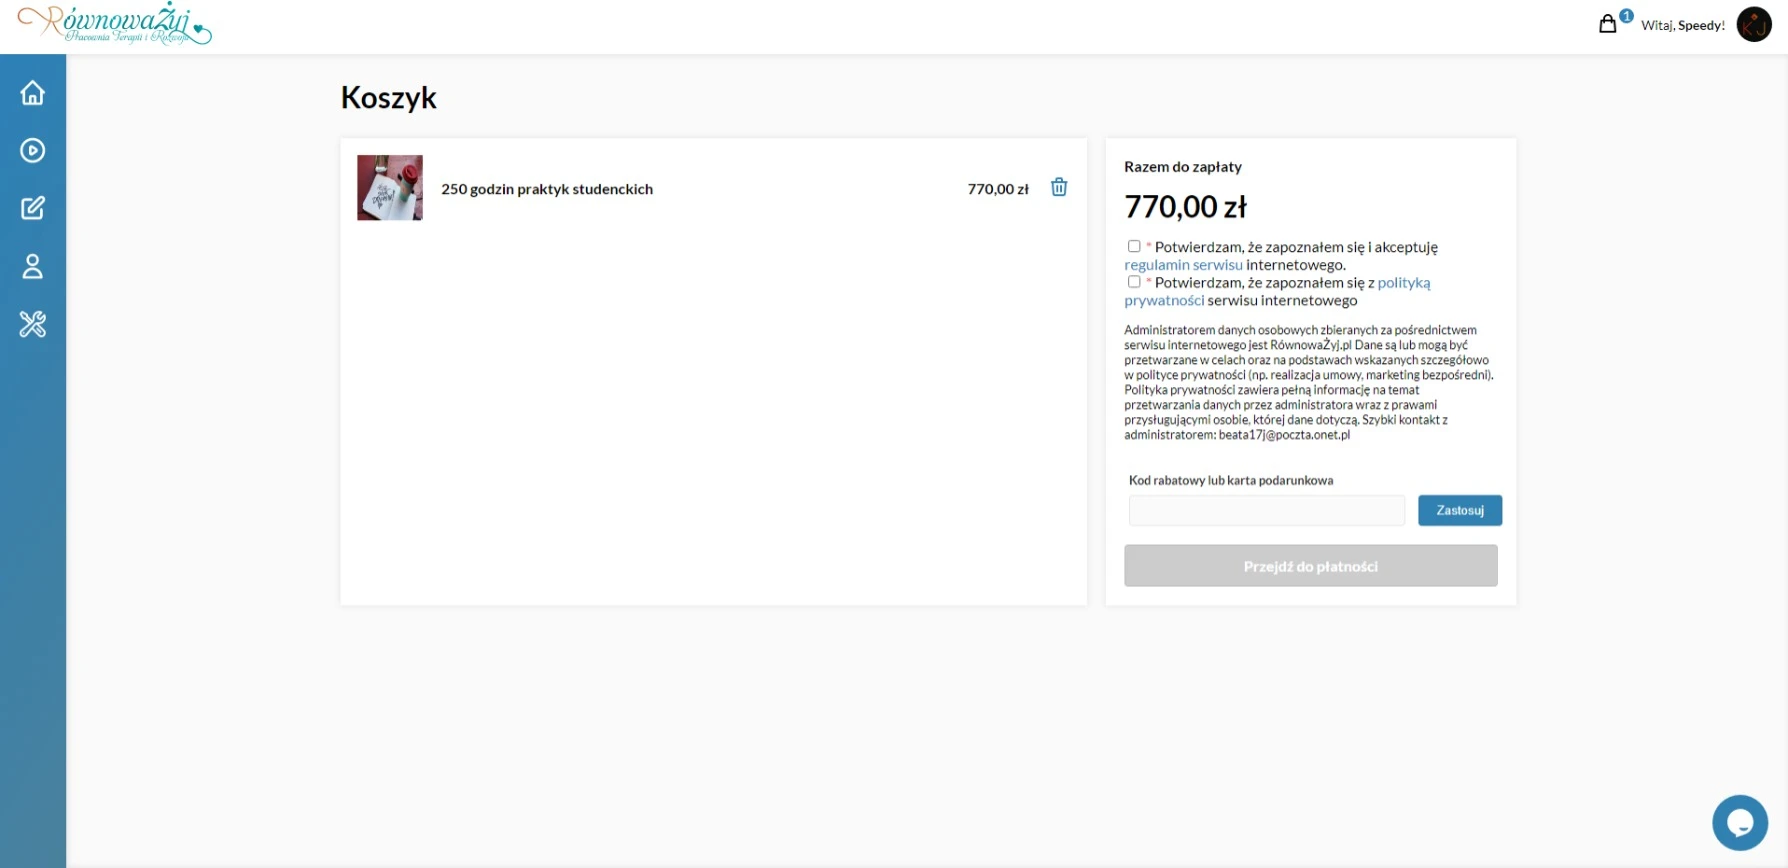 RównowaŻyj
Pracownia Terapii i Rozwoju
1
Witaj, Speedy!
KJ
Koszyk
250 godzin praktyk studenckich
770,00 zł
Razem do zapłaty
770,00 zł
* Potwierdzam, że zapoznałem się i akceptuję
regulamin serwisu internetowego.
* Potwierdzam, że zapoznałem się z polityką
prywatności serwisu internetowego
Administratorem danych osobowych zbieranych za pośrednictwem
serwisu internetowego jest RównowaŻyj.pl Dane są lub mogą być
przetwarzane w celach oraz na podstawach wskazanych szczegółowo
w polityce prywatności (np. realizacja umowy, marketing bezpośredni).
Polityka prywatności zawiera pełną informację na temat
przetwarzania danych przez administratora wraz z prawami
przysługującymi osobie, której dane dotyczą. Szybki kontakt z
administratorem: beata17j@poczta.onet.pl
Kod rabatowy lub karta podarunkowa
Zastosuj
Przejdź do płatności